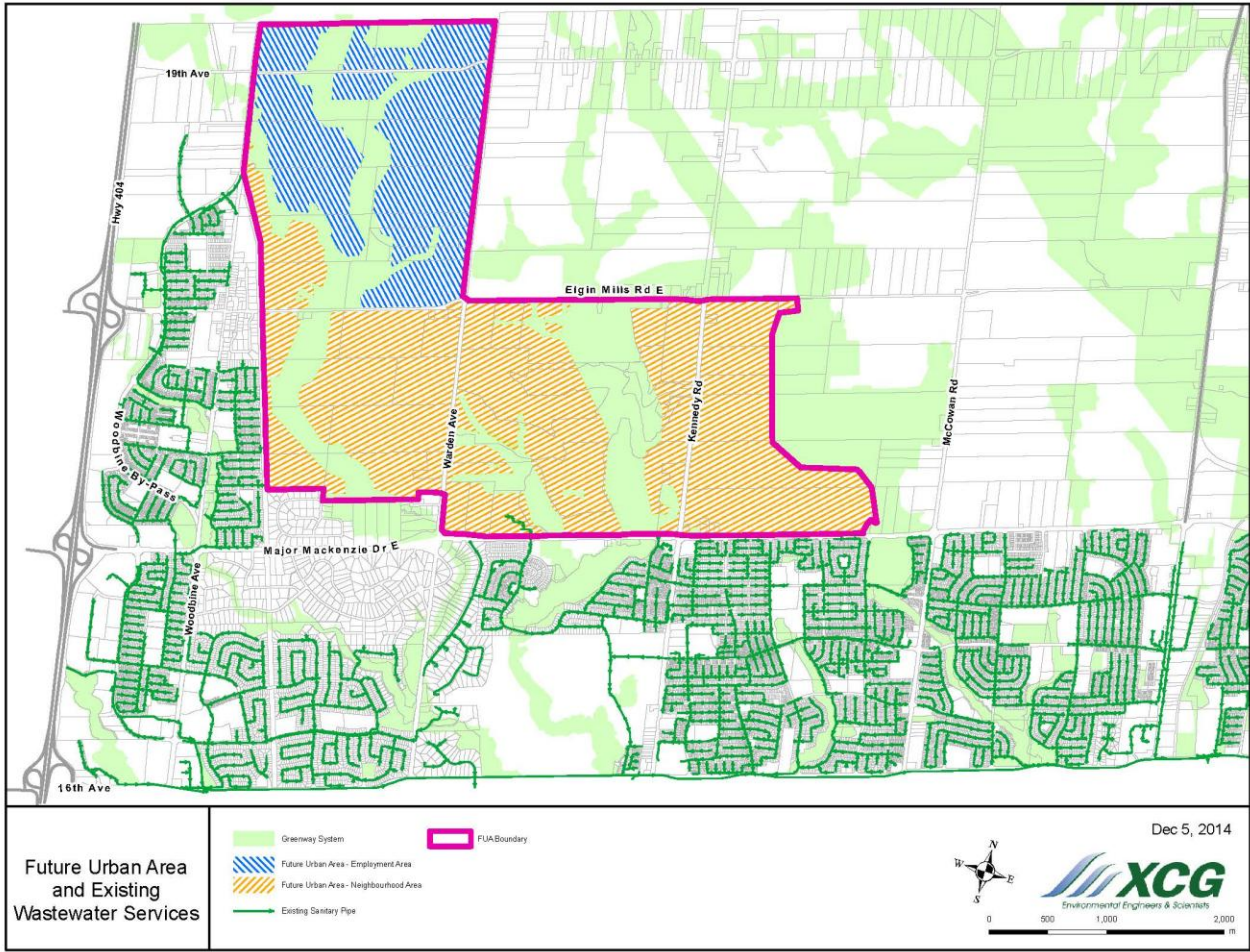 19th Ave
Hwy 404
Elgin Mills Rd E
Warden Ave
Kennedy Rd
McCowan Rd
Woodbine By-Pass
Major Mackenzie Dr E
Woodbine Ave
16th Ave
Future Urban Area
and Existing
Wastewater Services
Greenway System
FUA Boundary
Future Urban Area - Employment Area
Future Urban Area - Neighbourhood Area
Existing Sanitary Pipe
Dec 5, 2014
N
W
E
S
XCG
Environmental Engineers & Scientists
0 500 1,000 2,000
m